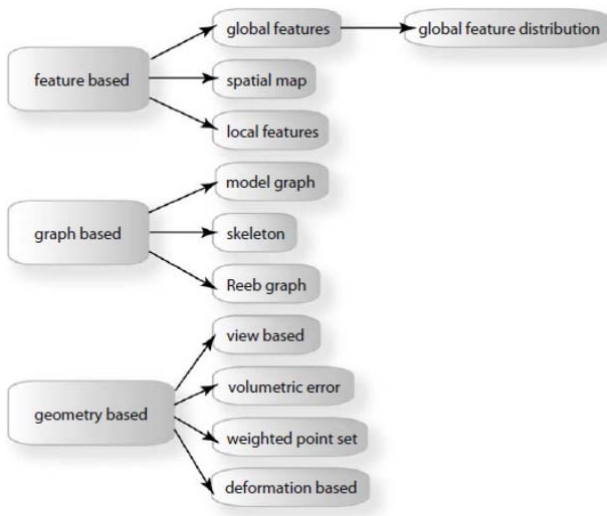 feature based
global features
global feature distribution
spatial map
local features
graph based
model graph
skeleton
Reeb graph
geometry based
view based
volumetric error
weighted point set
deformation based